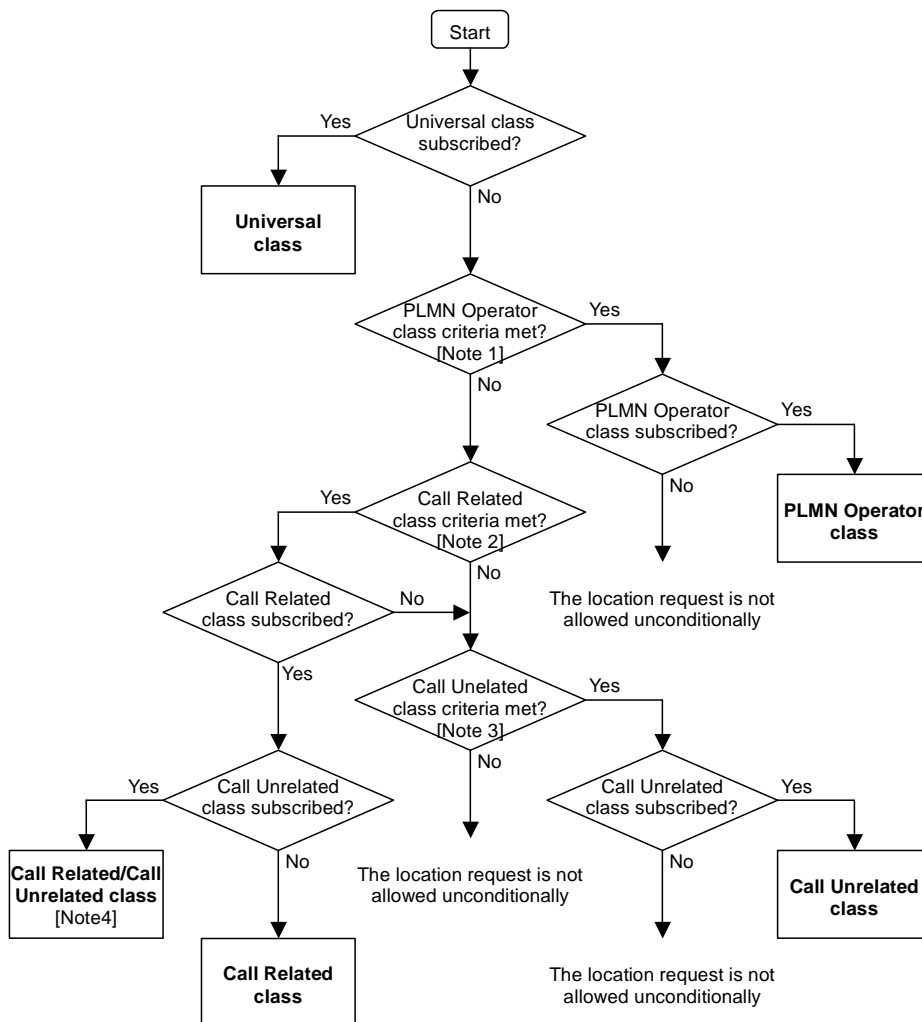 Start
Yes
Universal class
subscribed?
No
Universal
class
PLMN Operator
class criteria met?
[Note 1]
Yes
No
PLMN Operator
class subscribed?
Yes
No
PLMN Operator
class
Yes
Call Related
class criteria met?
[Note 2]
No
The location request is not
allowed unconditionally
Call Related
class subscribed?
No
Yes
Call Unelated
class criteria met?
[Note 3]
Yes
No
Yes
Call Unrelated
class subscribed?
No
Call Unrelated
class subscribed?
Yes
No
Call Related/Call
Unrelated class
[Note4]
The location request is not
allowed unconditionally
Call Unrelated
class
Call Related
class
The location request is not
allowed unconditionally